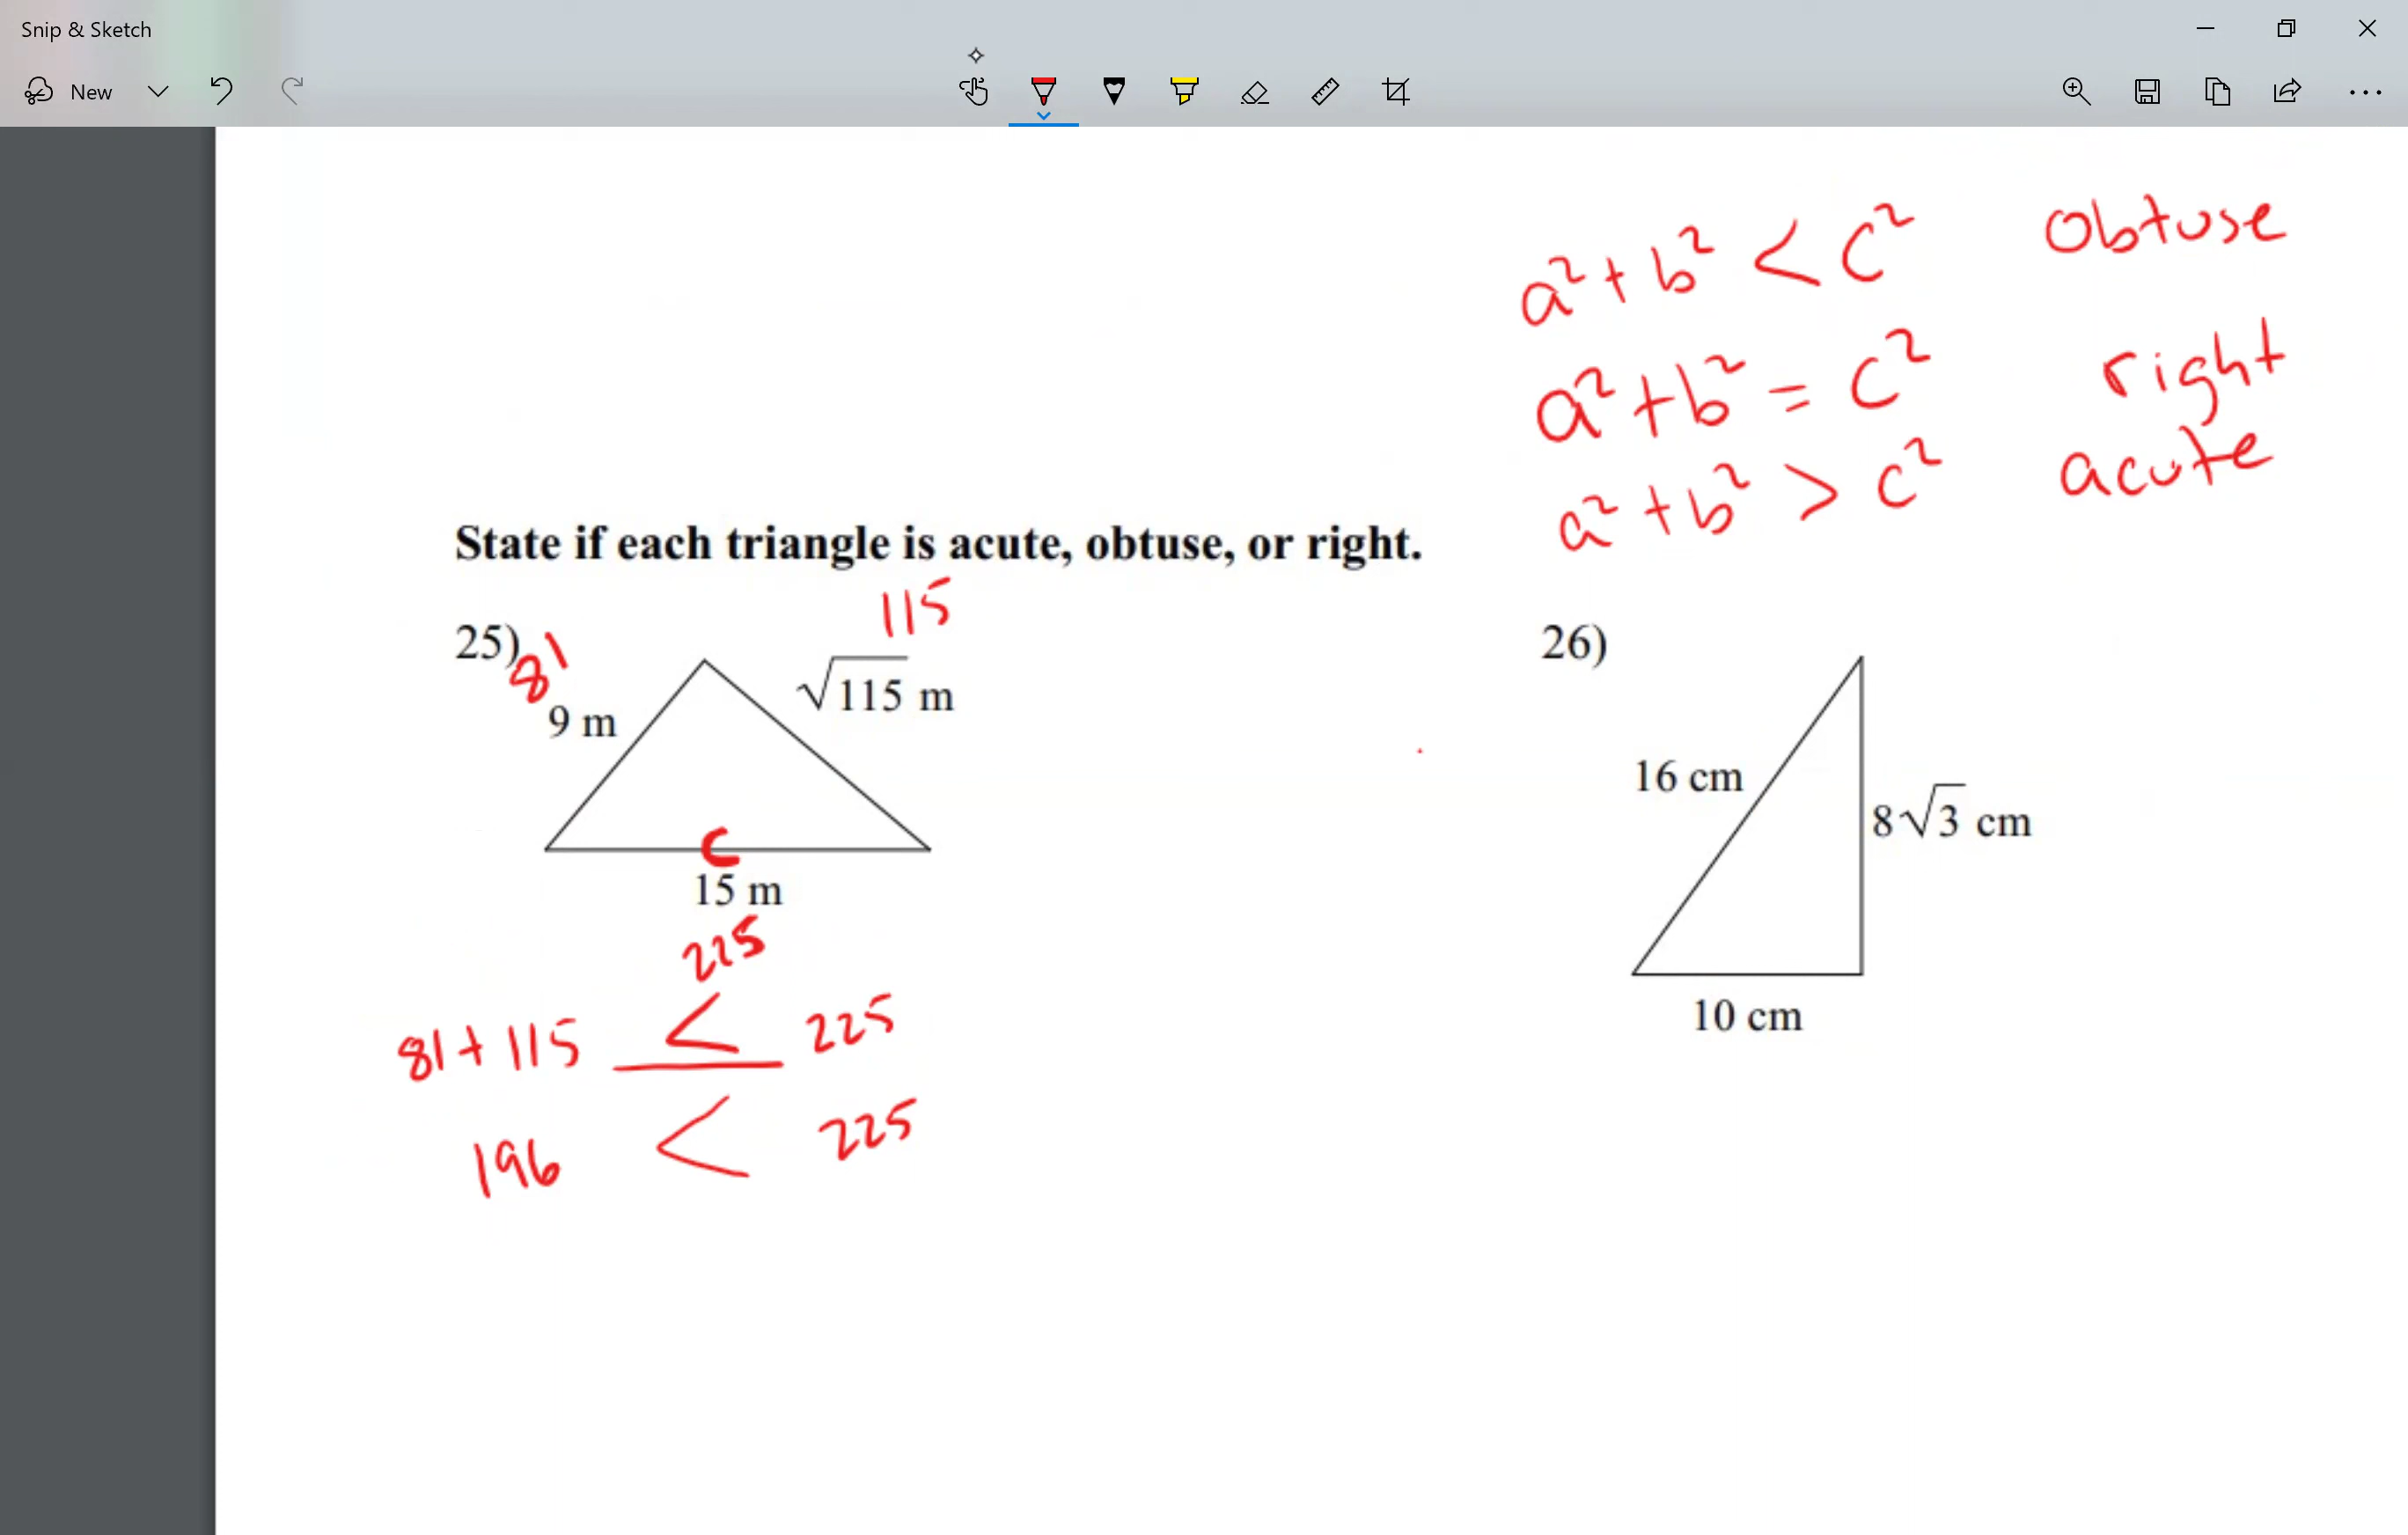 Snip & Sketch
New
a² + b² < c² obtuse
a² + b² = c² right
a² + b² > c² acute
State if each triangle is acute, obtuse, or right.
25)
81
9 m
115
√115 m
c
15 m
225
81 + 115 < 225
196 < 225
26)
16 cm
8√3 cm
10 cm